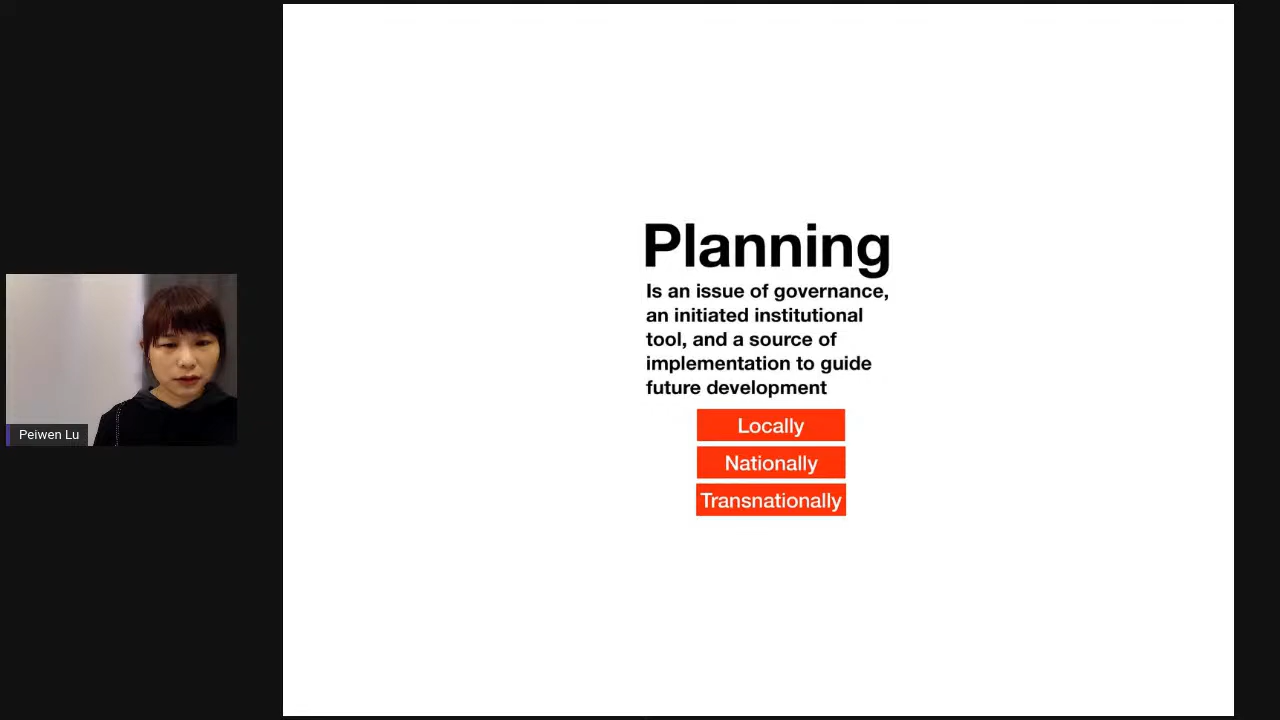 Planning
Is an issue of governance,
an initiated institutional
tool, and a source of
implementation to guide
future development
Locally
Nationally
Transnationally
Peiwen Lu